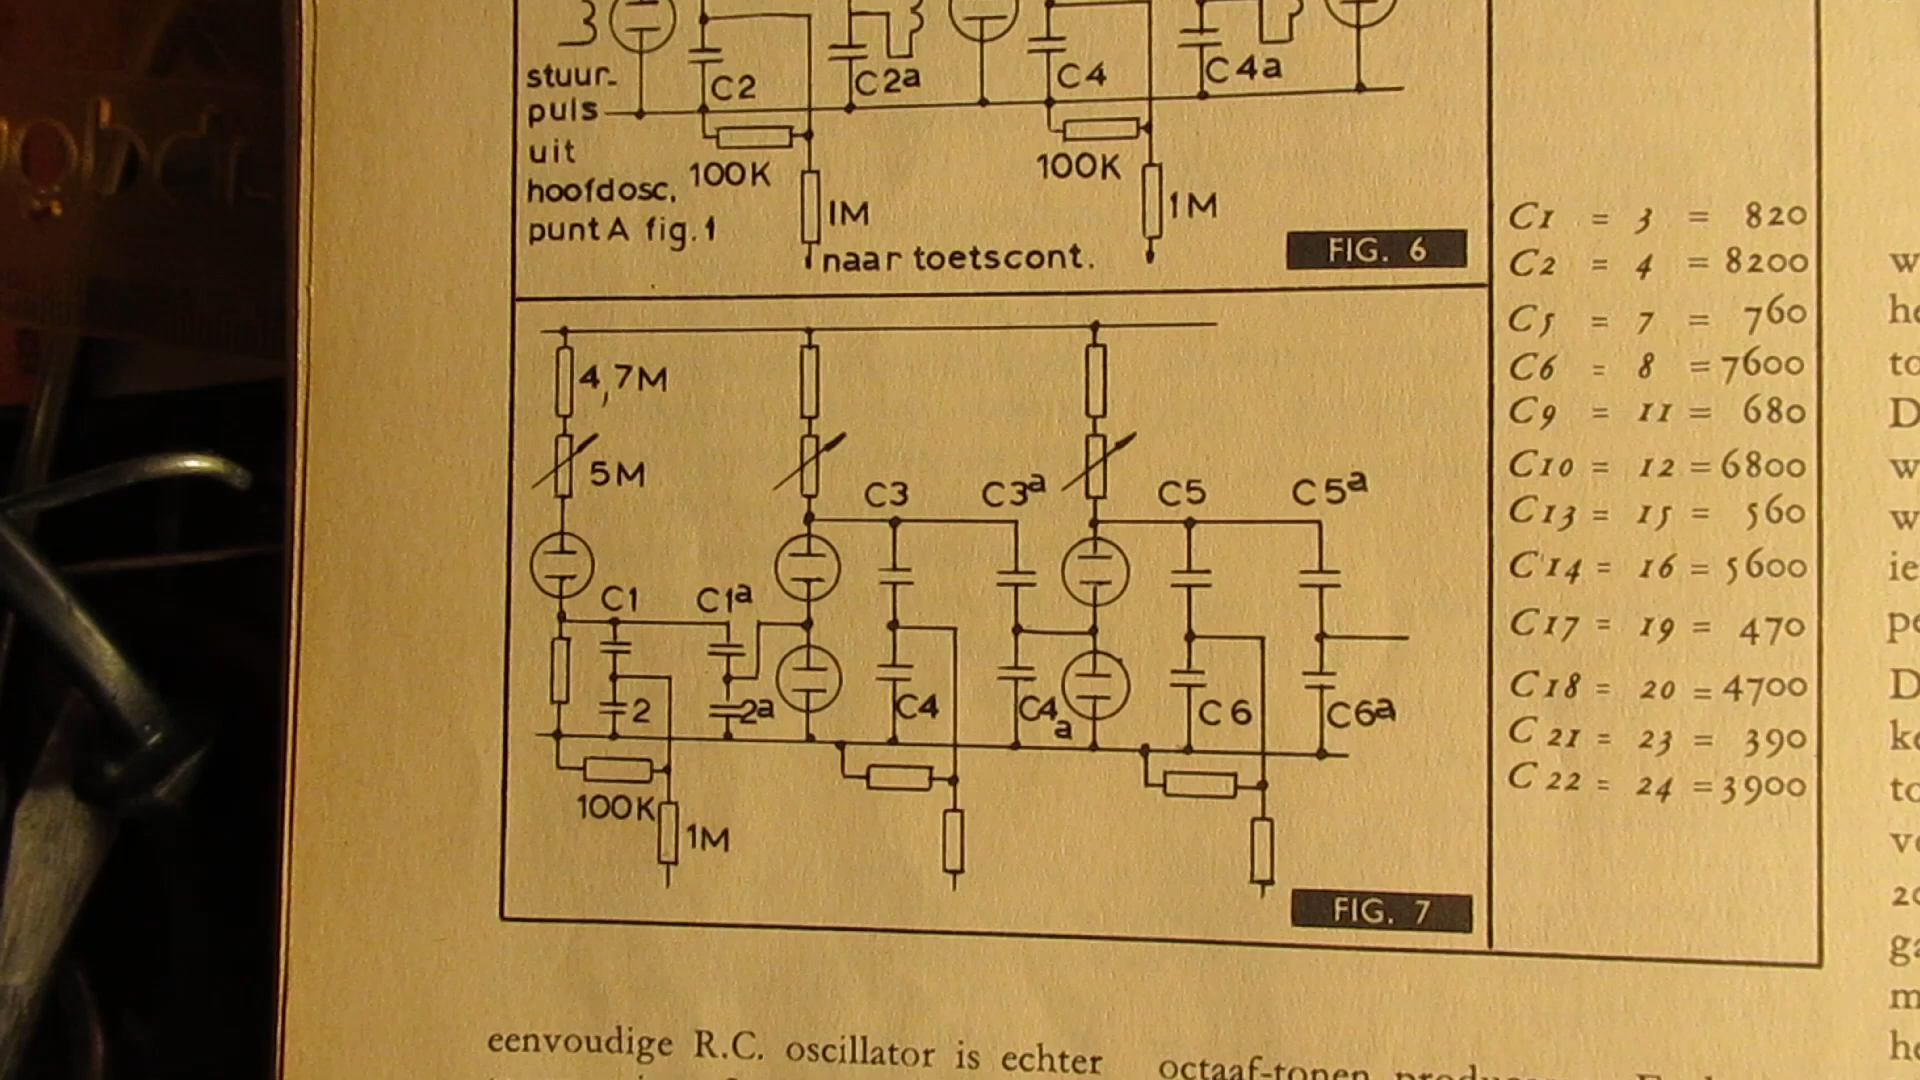 stuur-
puls
uit
hoofdosc.
punt A fig.1
C2
C2a
C4
C4a
100K
100K
1M
1M
naar toetscont.
FIG. 6
4,7M
5M
C3
C3a
C5
C5a
C1
C1a
2
2a
C4
C4a
C6
C6a
100K
1M
FIG. 7
C1 = 3 = 820
C2 = 4 = 8200
C5 = 7 = 760
C6 = 8 = 7600
C9 = 11 = 680
C10 = 12 = 6800
C13 = 15 = 560
C14 = 16 = 5600
C17 = 19 = 470
C18 = 20 = 4700
C 21 = 23 = 390
C 22 = 24 = 3900
eenvoudige R.C. oscillator is echter
octaaf-tonen